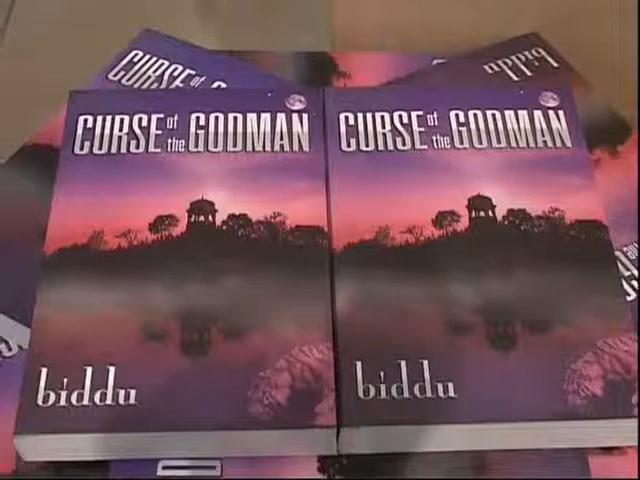 CURSE of
biddu
CURSE of the GODMAN
CURSE of the GODMAN
biddu
biddu